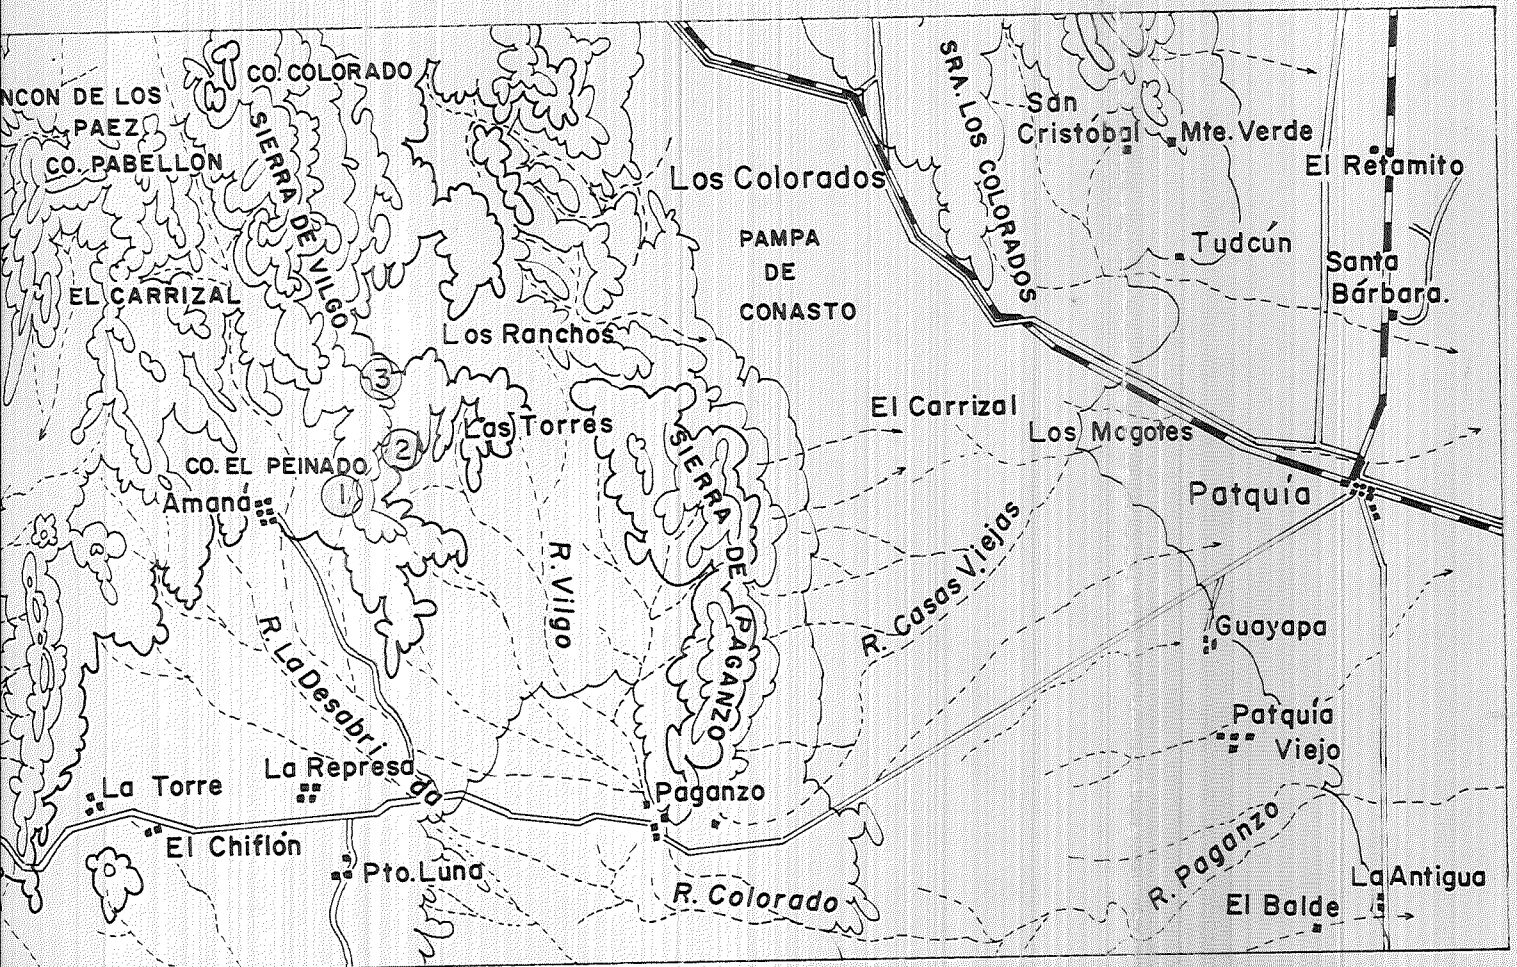 CO. COLORADO
NCON DE LOS
PAEZ
CO. PABELLON
SIERRA DE VILGO
EL CARRIZAL
SRA. LOS COLORADOS
San
Cristóbal
Mte. Verde
El Retamito
Los Colorados
PAMPA
DE
CONASTO
Tudcún
Santa
Bárbara.
Los Ranchos
3
Las Torres
El Carrizal
Los Mogotes
2
CO. EL PEINADO
1
Amaná
SIERRA DE PAGANZO
Patquía
R. Vilgo
R. Casas Viejas
R. La Desabrida
Guayapa
Patquía
Viejo
La Torre
La Represa
Paganzo
El Chiflón
Pto. Luna
R. Colorado
R. Paganzo
La Antigua
El Balde